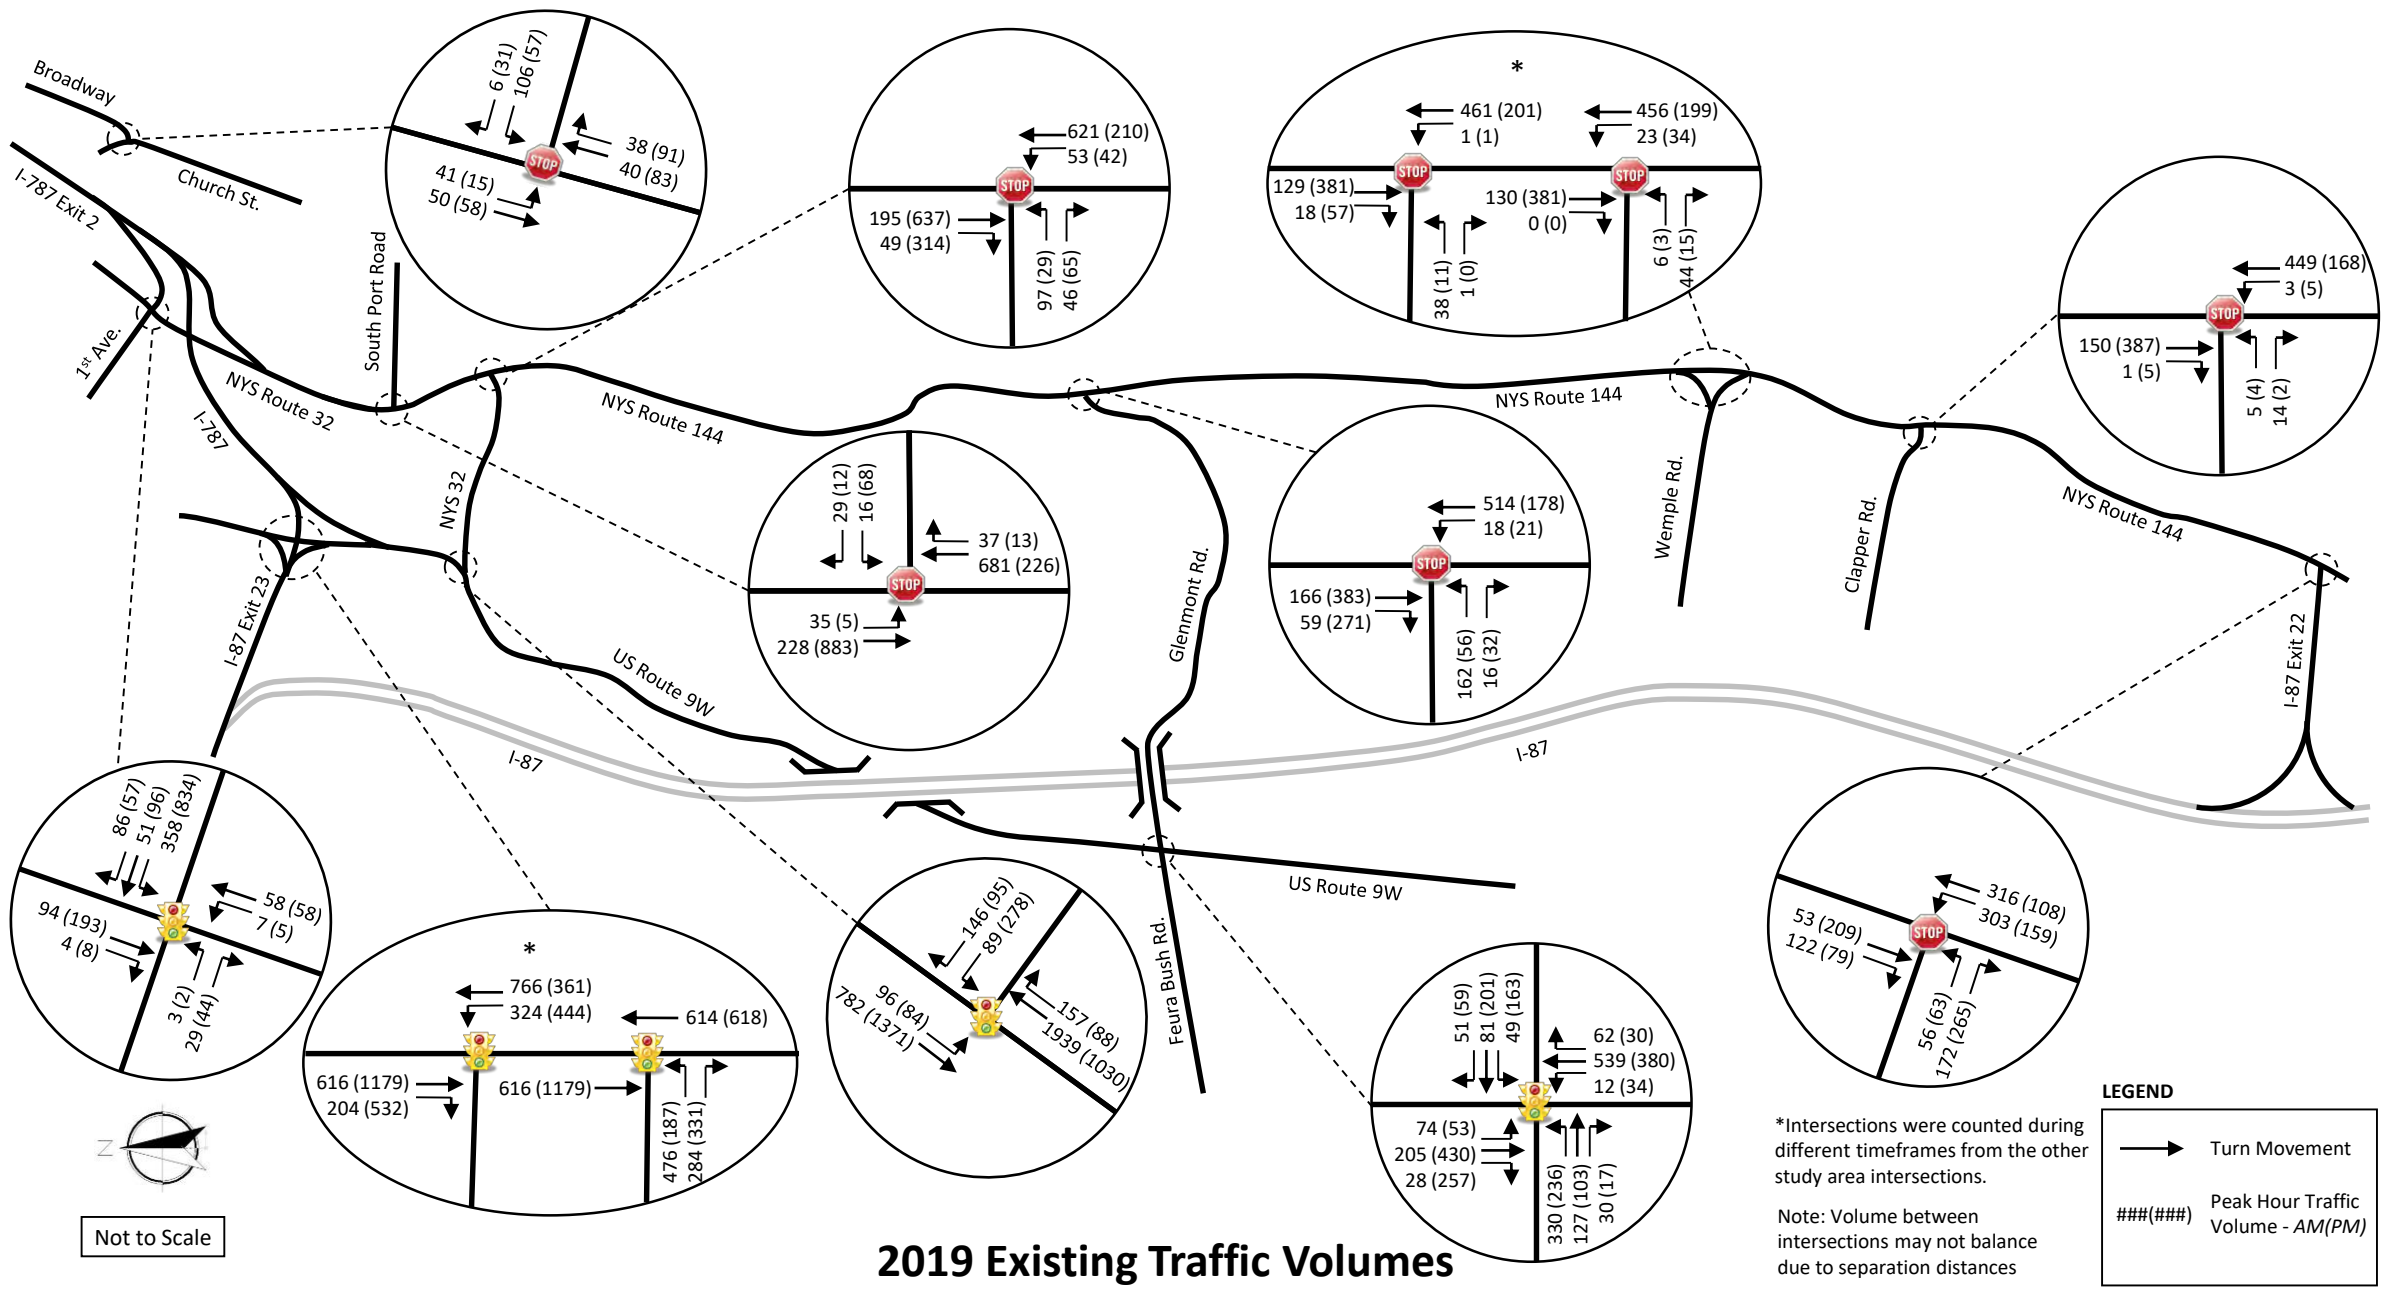 Broadway
Church St.
I-787 Exit 2
1st Ave.
South Port Road
NYS Route 32
I-787
NYS 32
NYS Route 144
I-87 Exit 23
US Route 9W
I-87
Glenmont Rd.
Feura Bush Rd.
US Route 9W
NYS Route 144
I-87
Wemple Rd.
Clapper Rd.
NYS Route 144
I-87 Exit 22
6 (31)
106 (57)
38 (91)
40 (83)
41 (15)
50 (58)
STOP
621 (210)
53 (42)
195 (637)
49 (314)
97 (29)
46 (65)
STOP
*
461 (201)
1 (1)
456 (199)
23 (34)
129 (381)
18 (57)
130 (381)
0 (0)
38 (11)
1 (0)
6 (3)
44 (15)
STOP
STOP
449 (168)
3 (5)
150 (387)
1 (5)
5 (4)
14 (2)
STOP
29 (12)
16 (68)
37 (13)
681 (226)
35 (5)
228 (883)
STOP
514 (178)
18 (21)
166 (383)
59 (271)
162 (56)
16 (32)
STOP
86 (57)
51 (96)
358 (834)
58 (58)
7 (5)
94 (193)
4 (8)
3 (2)
29 (44)
*
766 (361)
324 (444)
614 (618)
616 (1179)
204 (532)
616 (1179)
476 (187)
284 (331)
146 (95)
89 (278)
157 (88)
1939 (1030)
96 (84)
782 (1371)
51 (59)
81 (201)
49 (163)
62 (30)
539 (380)
12 (34)
74 (53)
205 (430)
28 (257)
330 (236)
127 (103)
30 (17)
316 (108)
303 (159)
53 (209)
122 (79)
56 (63)
172 (265)
STOP
N
Not to Scale
2019 Existing Traffic Volumes
*Intersections were counted during
different timeframes from the other
study area intersections.
Note: Volume between
intersections may not balance
due to separation distances
LEGEND
Turn Movement
###(###)
Peak Hour Traffic
Volume - AM(PM)